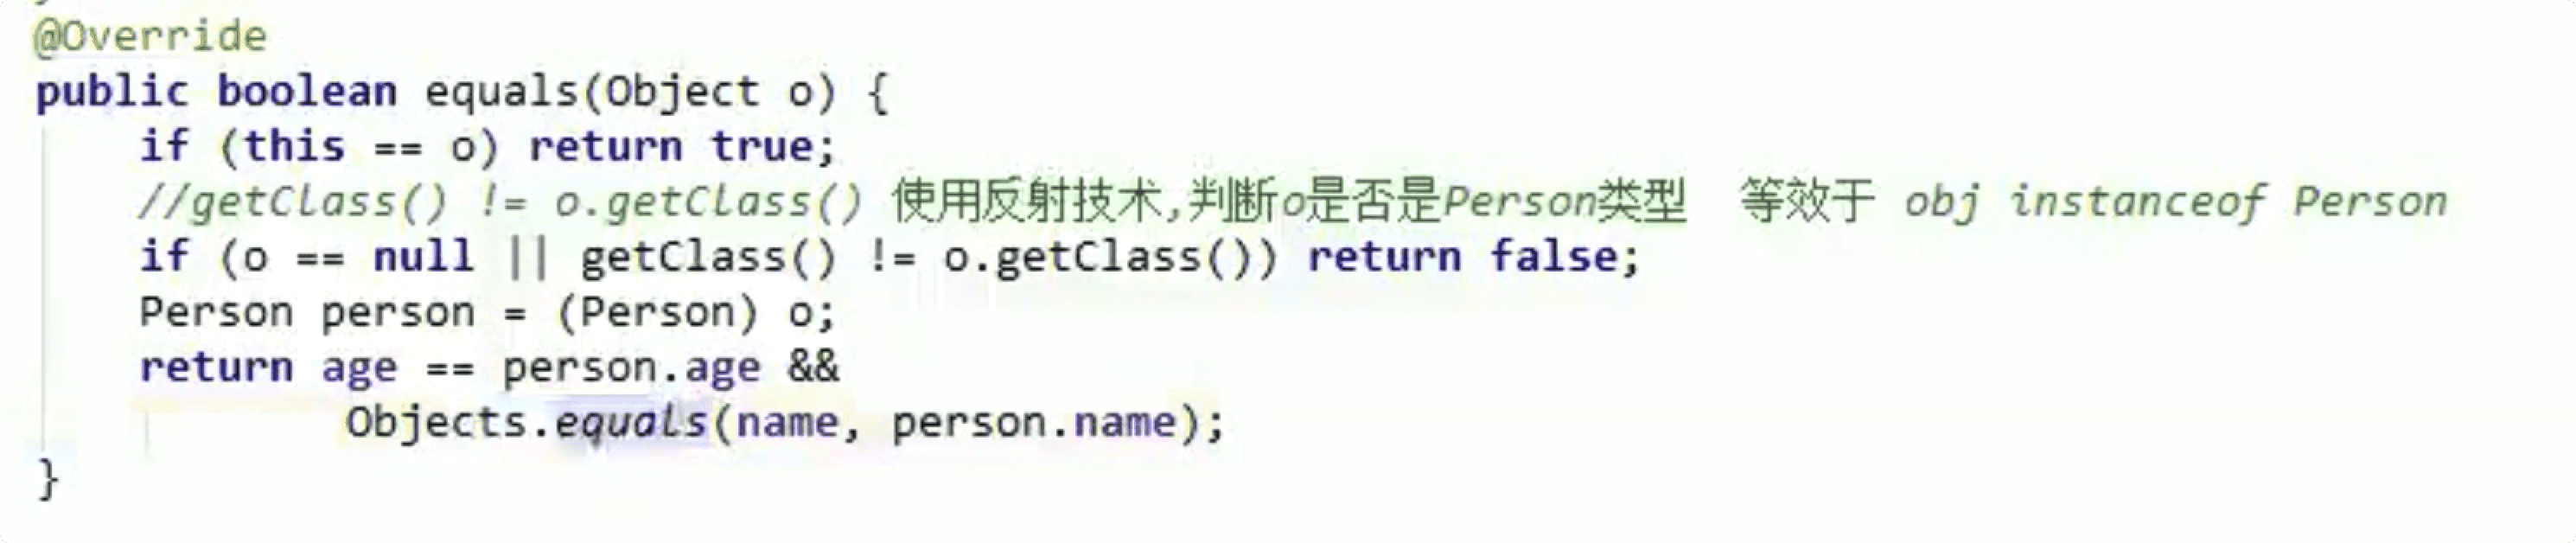 @Override
public boolean equals(Object o) {
if (this == o) return true;
//getClass() != o.getClass() 使用反射技术,判断o是否是Person类型 等效于 obj instanceof Person
if (o == null || getClass() != o.getClass()) return false;
Person person = (Person) o;
return age == person.age &&
Objects.equals(name, person.name);
}